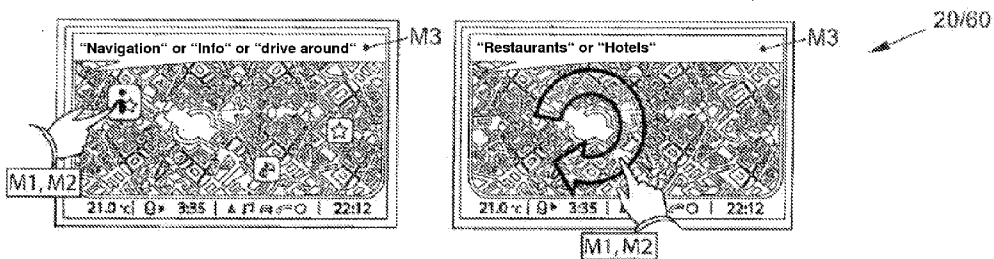 20/60
"Navigation" or "Info" or "drive around"
M3
"Restaurants" or "Hotels"
M3
M1, M2
21.0 °c 3:35 22:12
21.0 °c 3:35 22:12
M1, M2